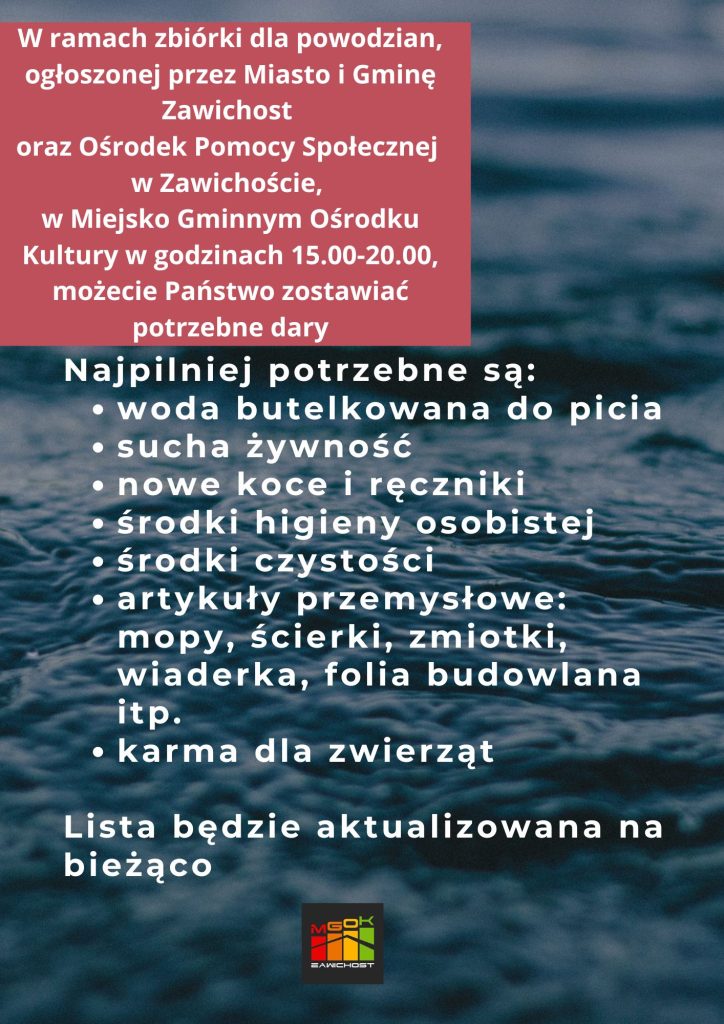 W ramach zbiórki dla powodzian,
ogłoszonej przez Miasto i Gminę
Zawichost
oraz Ośrodek Pomocy Społecznej
w Zawichoście,
w Miejsko Gminnym Ośrodku
Kultury w godzinach 15.00-20.00,
możecie Państwo zostawiać
potrzebne dary
Najpilniej potrzebne są:
• woda butelkowana do picia
• sucha żywność
• nowe koce i ręczniki
• środki higieny osobistej
• środki czystości
• artykuły przemysłowe:
mopy, ścierki, zmiotki,
wiaderka, folia budowlana
itp.
• karma dla zwierząt
Lista będzie aktualizowana na
bieżąco
MGOK
ZAWICHOST